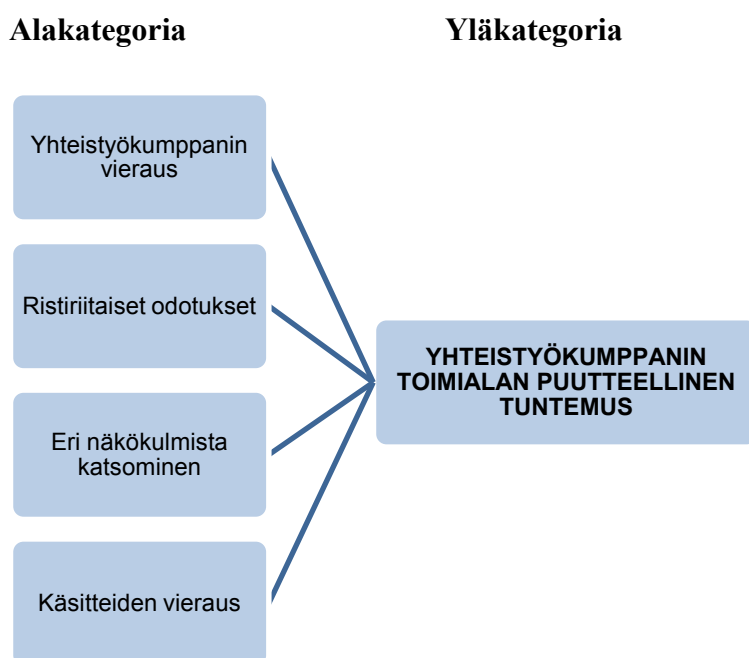 Alakategoria Yläkategoria
Yhteistyökumppanin
vieraus
Ristiriitaiset odotukset
Eri näkökulmista
katsominen
Käsitteiden vieraus
YHTEISTYÖKUMPPANIN
TOIMIALAN PUUTTEELLINEN
TUNTEMUS